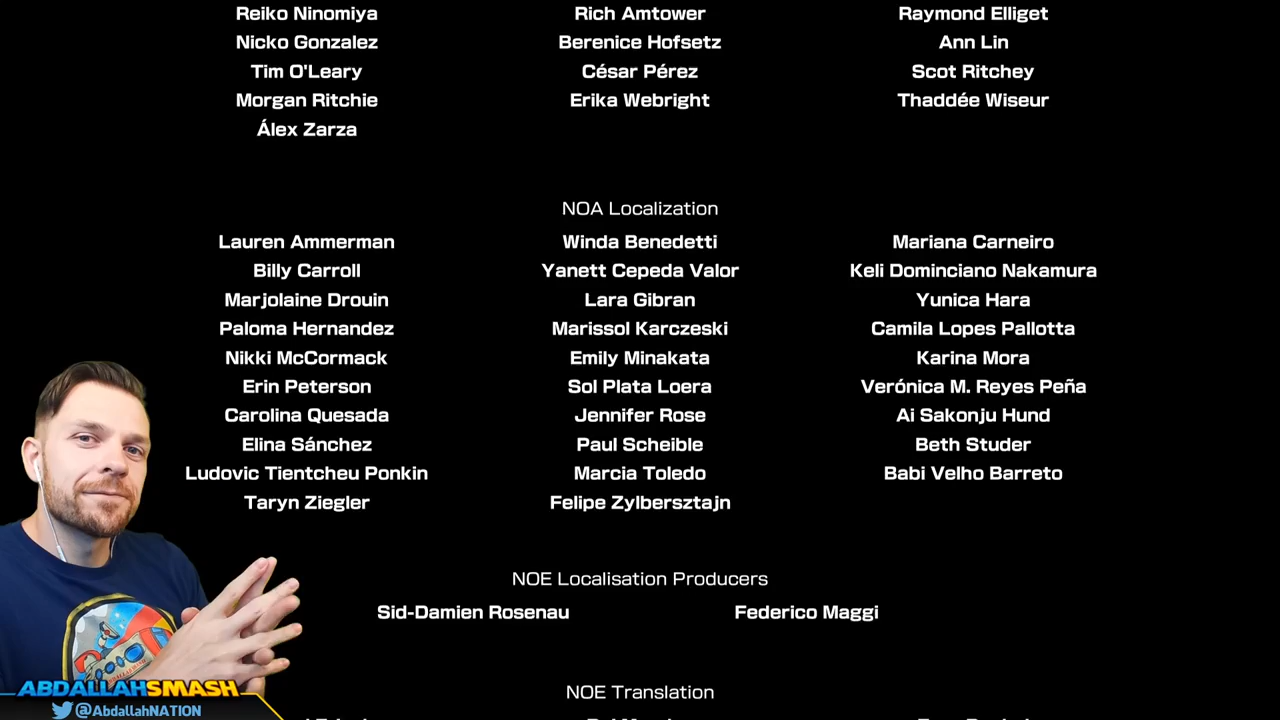 Reiko Ninomiya Rich Amtower Raymond Elliget
Nicko Gonzalez Berenice Hofsetz Ann Lin
Tim O'Leary César Pérez Scot Ritchey
Morgan Ritchie Erika Webright Thaddée Wiseur
Álex Zarza
NOA Localization
Lauren Ammerman Winda Benedetti Mariana Carneiro
Billy Carroll Yanett Cepeda Valor Keli Dominciano Nakamura
Marjolaine Drouin Lara Gibran Yunica Hara
Paloma Hernandez Marissol Karczeski Camila Lopes Pallotta
Nikki McCormack Emily Minakata Karina Mora
Erin Peterson Sol Plata Loera Verónica M. Reyes Peña
Carolina Quesada Jennifer Rose Ai Sakonju Hund
Elina Sánchez Paul Scheible Beth Studer
Ludovic Tientcheu Ponkin Marcia Toledo Babi Velho Barreto
Taryn Ziegler Felipe Zylbersztajn
NOE Localisation Producers
Sid-Damien Rosenau Federico Maggi
NOE Translation
ABDALLAHSMASH
@AbdallahNATION